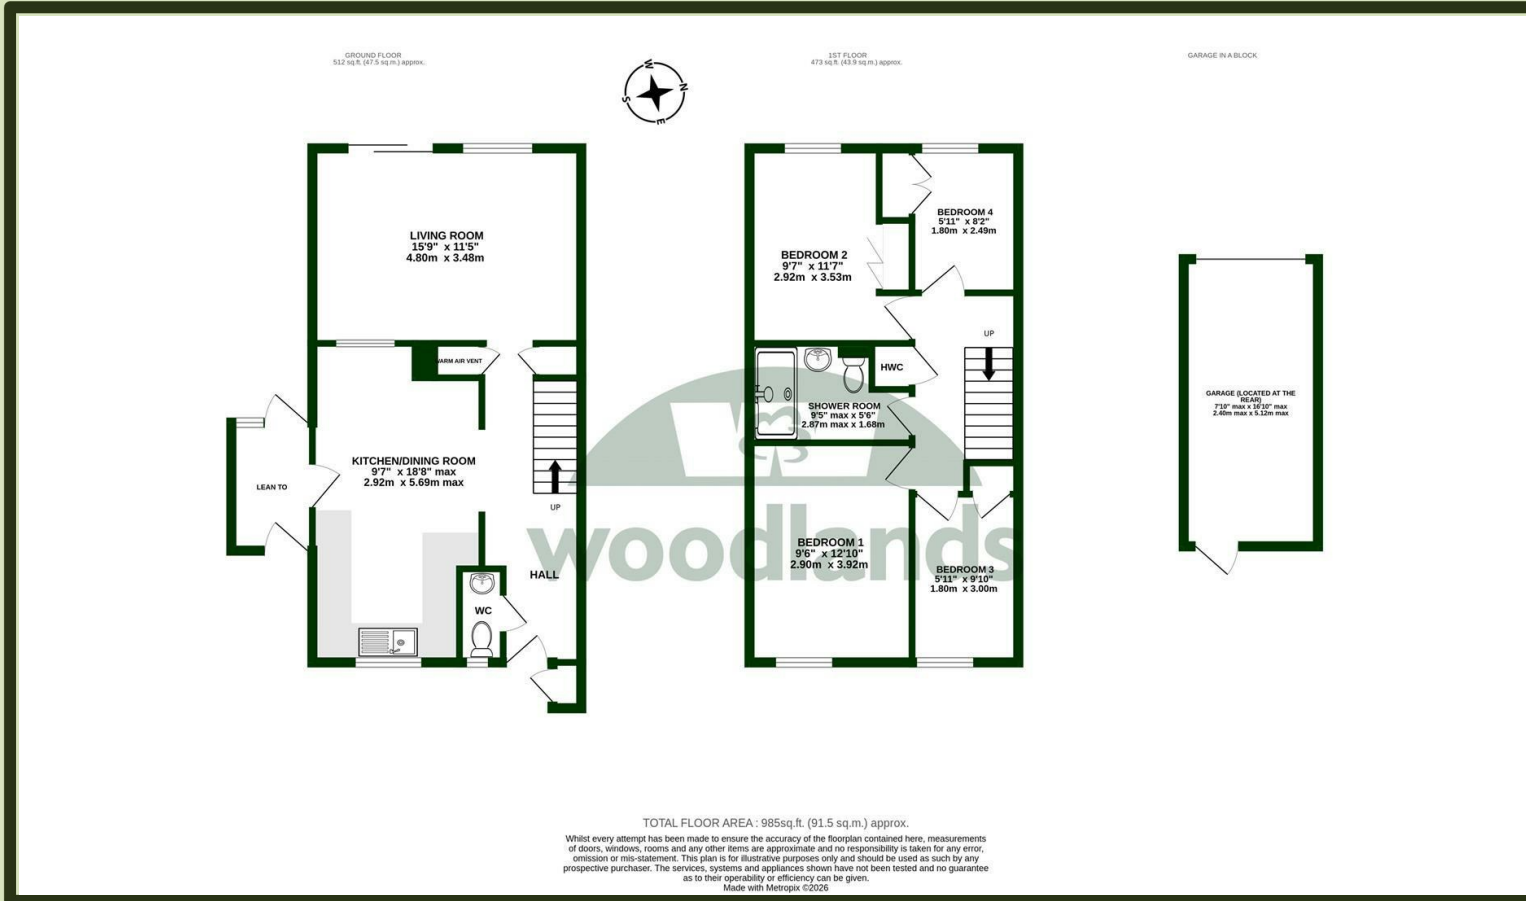 GROUND FLOOR
512 sq.ft. (47.5 sq.m.) approx.
1ST FLOOR
473 sq.ft. (43.9 sq.m.) approx.
GARAGE IN A BLOCK
W
N
S
E
LIVING ROOM
15'9" x 11'5"
4.80m x 3.48m
WARM AIR VENT
KITCHEN/DINING ROOM
9'7" x 18'8" max
2.92m x 5.69m max
LEAN TO
UP
HALL
WC
BEDROOM 4
5'11" x 8'2"
1.80m x 2.49m
BEDROOM 2
9'7" x 11'7"
2.92m x 3.53m
UP
HWC
SHOWER ROOM
9'5" max x 5'6"
2.87m max x 1.68m
BEDROOM 1
9'6" x 12'10"
2.90m x 3.92m
BEDROOM 3
5'11" x 9'10"
1.80m x 3.00m
woodlands
GARAGE (LOCATED AT THE
REAR)
7'10" max x 16'10" max
2.40m max x 5.12m max
TOTAL FLOOR AREA : 985sq.ft. (91.5 sq.m.) approx.
Whilst every attempt has been made to ensure the accuracy of the floorplan contained here, measurements
of doors, windows, rooms and any other items are approximate and no responsibility is taken for any error,
omission or mis-statement. This plan is for illustrative purposes only and should be used as such by any
prospective purchaser. The services, systems and appliances shown have not been tested and no guarantee
as to their operability or efficiency can be given.
Made with Metropix ©2026